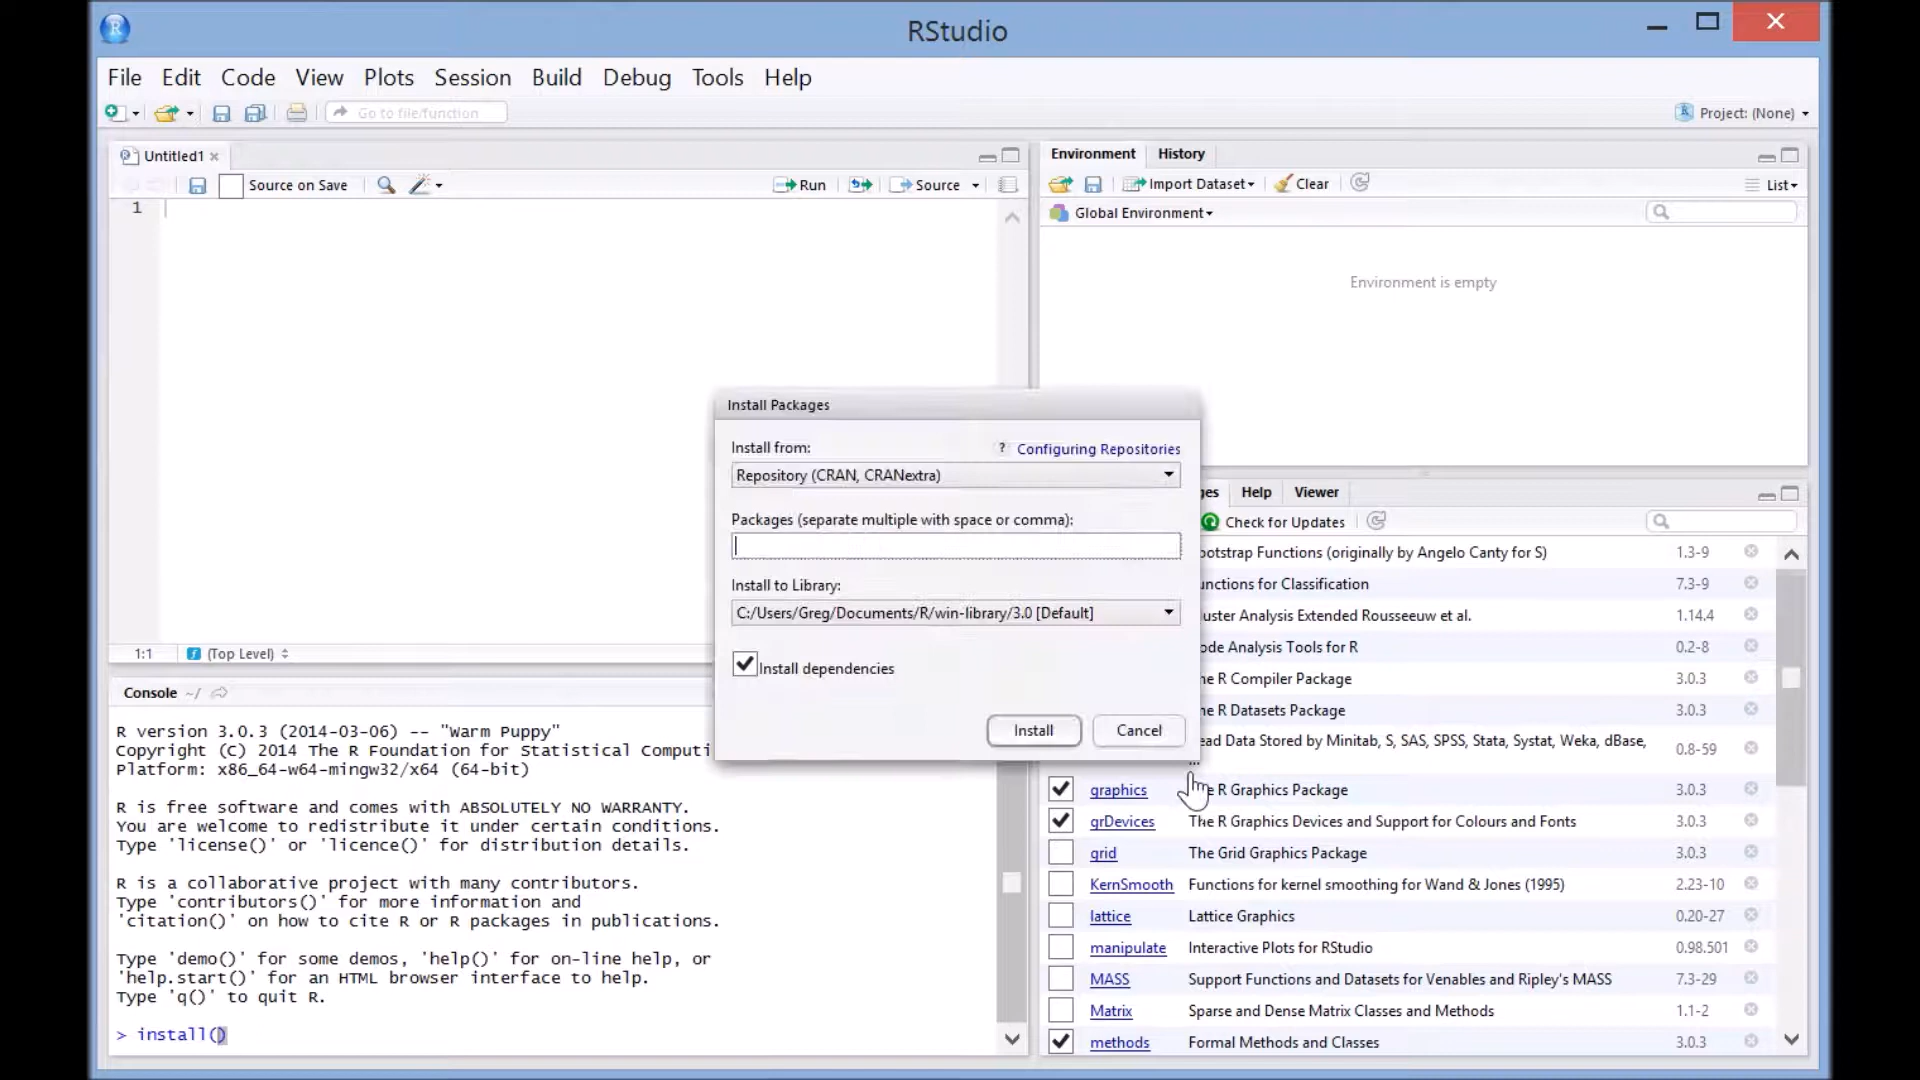 RStudio
File Edit Code View Plots Session Build Debug Tools Help
Go to file/function
Project: (None)
Untitled1
Source on Save
Run
Source
1
1:1
(Top Level)
Environment History
Import Dataset
Clear
List
Global Environment
Environment is empty
Install Packages
Install from:
? Configuring Repositories
Repository (CRAN, CRANextra)
Packages (separate multiple with space or comma):
Install to Library:
C:/Users/Greg/Documents/R/win-library/3.0 [Default]
Install dependencies
Install
Cancel
Console ~/
R version 3.0.3 (2014-03-06) -- "Warm Puppy"
Copyright (C) 2014 The R Foundation for Statistical Computi
Platform: x86_64-w64-mingw32/x64 (64-bit)
R is free software and comes with ABSOLUTELY NO WARRANTY.
You are welcome to redistribute it under certain conditions.
Type 'license()' or 'licence()' for distribution details.
R is a collaborative project with many contributors.
Type 'contributors()' for more information and
'citation()' on how to cite R or R packages in publications.
Type 'demo()' for some demos, 'help()' for on-line help, or
'help.start()' for an HTML browser interface to help.
Type 'q()' to quit R.
> install()
ges Help Viewer
Check for Updates
ootstrap Functions (originally by Angelo Canty for S) 1.3-9
unctions for Classification 7.3-9
luster Analysis Extended Rousseeuw et al. 1.14.4
ode Analysis Tools for R 0.2-8
he R Compiler Package 3.0.3
he R Datasets Package 3.0.3
ead Data Stored by Minitab, S, SAS, SPSS, Stata, Systat, Weka, dBase, 0.8-59
...
graphics The R Graphics Package 3.0.3
grDevices The R Graphics Devices and Support for Colours and Fonts 3.0.3
grid The Grid Graphics Package 3.0.3
KernSmooth Functions for kernel smoothing for Wand & Jones (1995) 2.23-10
lattice Lattice Graphics 0.20-27
manipulate Interactive Plots for RStudio 0.98.501
MASS Support Functions and Datasets for Venables and Ripley's MASS 7.3-29
Matrix Sparse and Dense Matrix Classes and Methods 1.1-2
methods Formal Methods and Classes 3.0.3